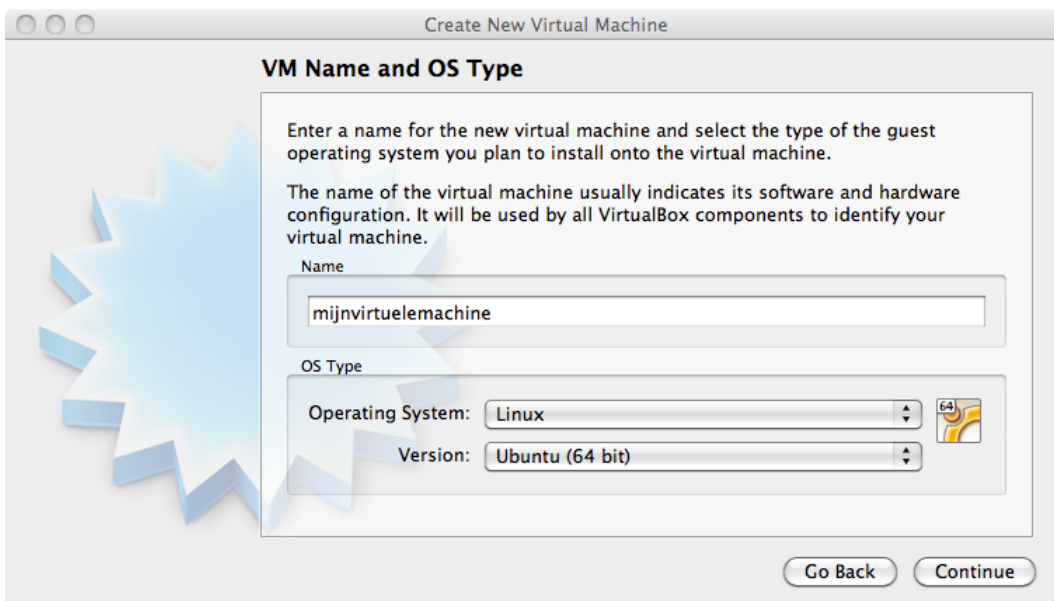 Create New Virtual Machine
VM Name and OS Type
Enter a name for the new virtual machine and select the type of the guest
operating system you plan to install onto the virtual machine.
The name of the virtual machine usually indicates its software and hardware
configuration. It will be used by all VirtualBox components to identify your
virtual machine.
Name
mijnvirtuelemachine
OS Type
Operating System: Linux
64
Version: Ubuntu (64 bit)
Go Back Continue